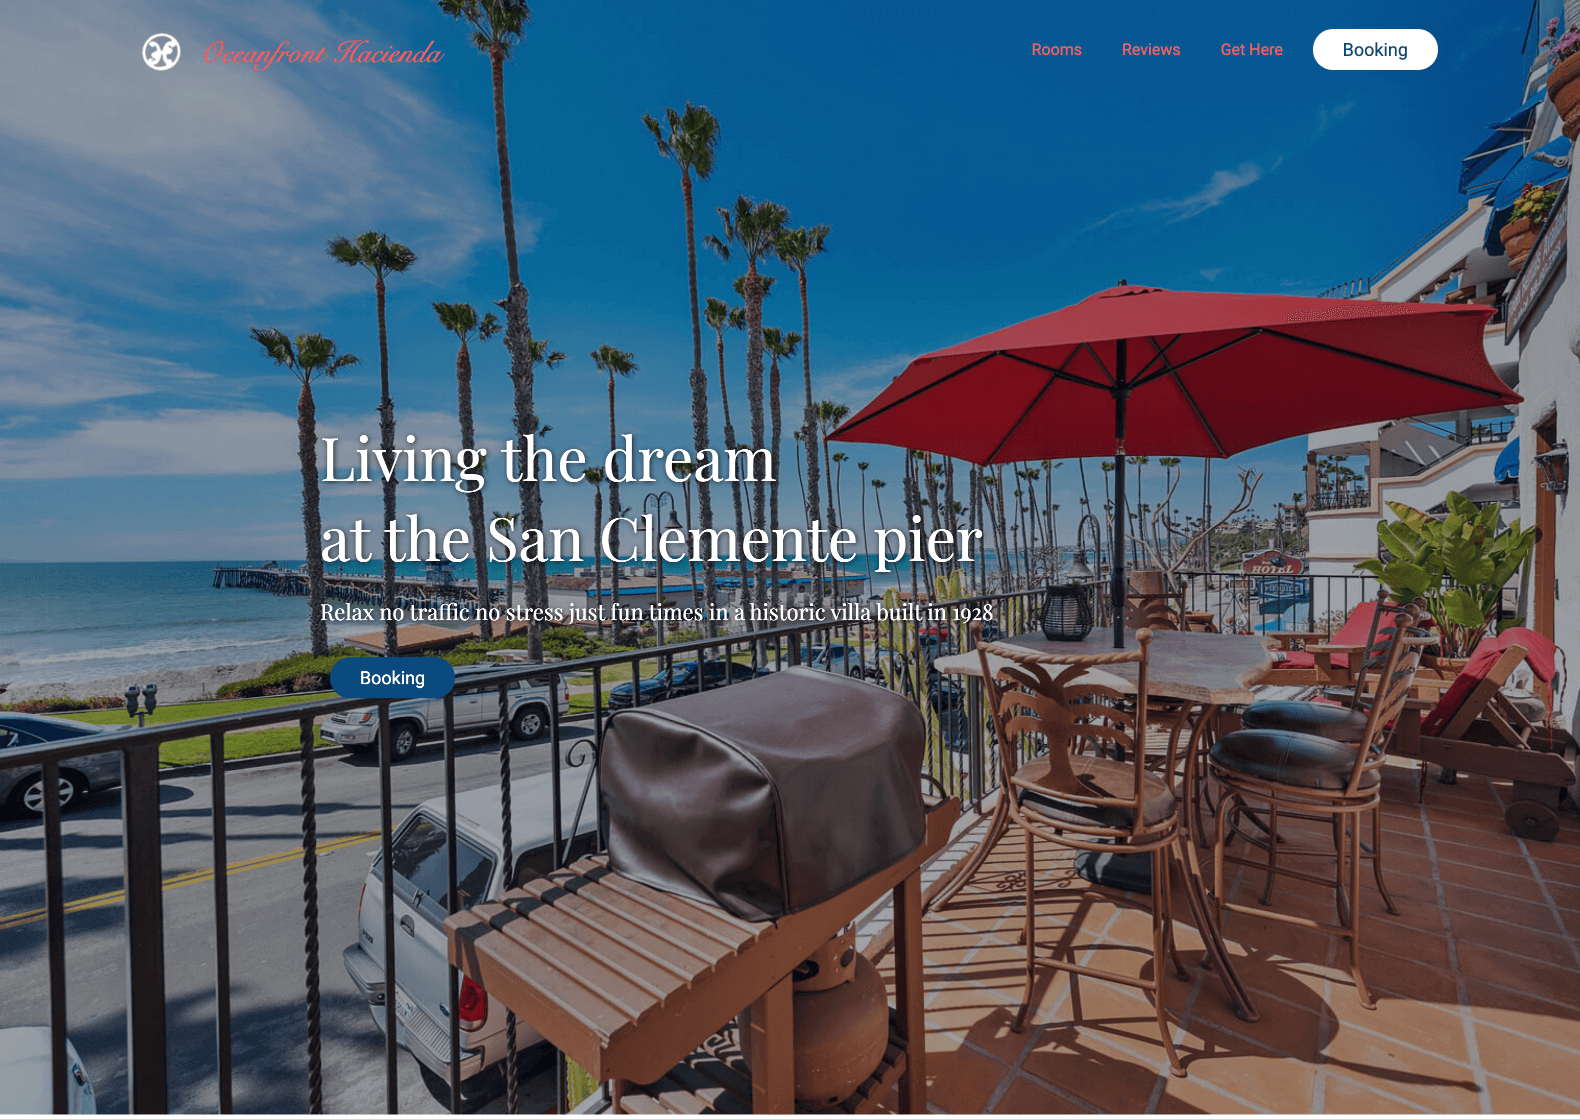 Oceanfront Hacienda
Rooms
Reviews
Get Here
Booking
Living the dream
at the San Clemente pier
Relax no traffic no stress just fun times in a historic villa built in 1928
Booking
HOTEL